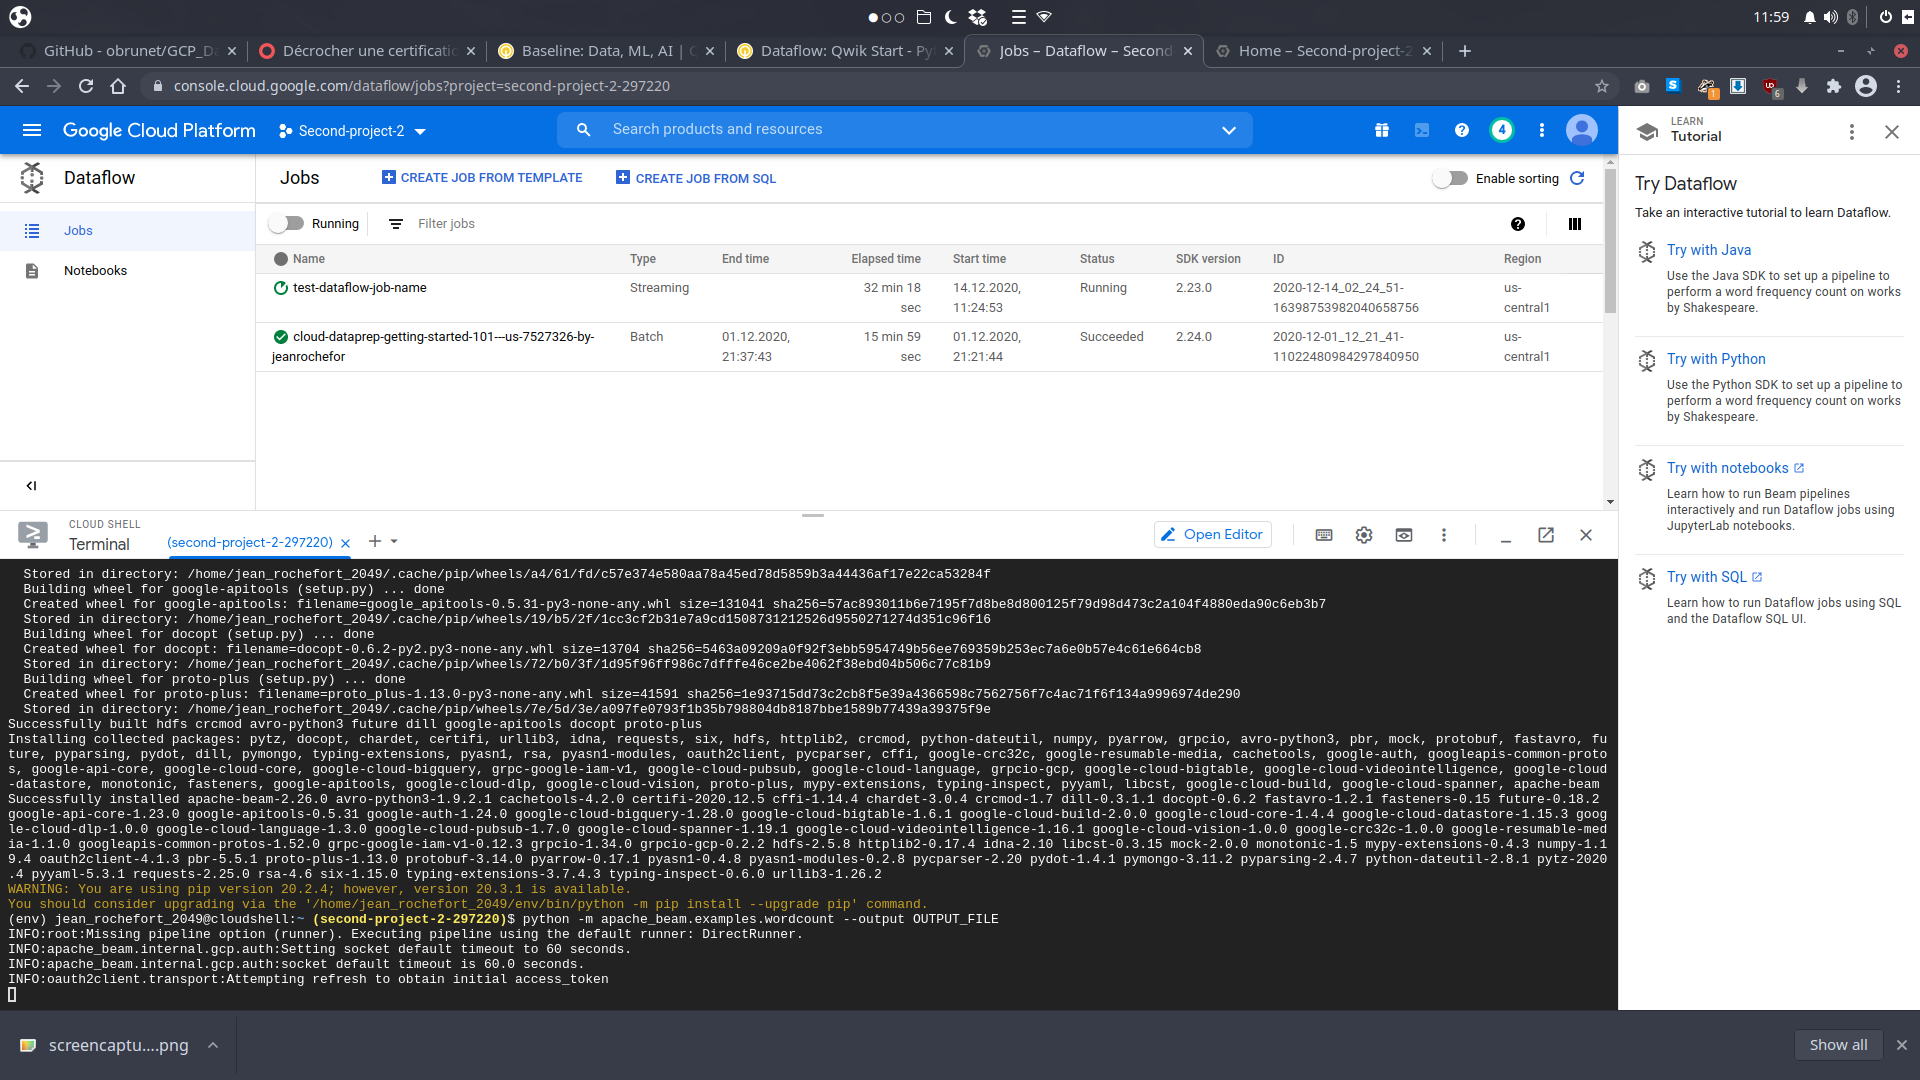 11:59
GitHub - obrunet/GCP_Da
Décrocher une certificatio
Baseline: Data, ML, AI | Q
Dataflow: Qwik Start - Pyt
Jobs – Dataflow – Second
Home – Second-project-2
console.cloud.google.com/dataflow/jobs?project=second-project-2-297220
1
6
Google Cloud Platform
Second-project-2
Search products and resources
4
LEARN
Tutorial
Dataflow
Jobs
CREATE JOB FROM TEMPLATE
CREATE JOB FROM SQL
Enable sorting
Jobs
Notebooks
Running
Filter jobs
Name Type End time Elapsed time Start time Status SDK version ID Region
test-dataflow-job-name Streaming 32 min 18 sec 14.12.2020, 11:24:53 Running 2.23.0 2020-12-14_02_24_51-16398753982040658756 us-central1
cloud-dataprep-getting-started-101---us-7527326-by-jeanrochefor Batch 01.12.2020, 21:37:43 15 min 59 sec 01.12.2020, 21:21:44 Succeeded 2.24.0 2020-12-01_12_21_41-11022480984297840950 us-central1
Try Dataflow
Take an interactive tutorial to learn Dataflow.
Try with Java
Use the Java SDK to set up a pipeline to
perform a word frequency count on works
by Shakespeare.
Try with Python
Use the Python SDK to set up a pipeline to
perform a word frequency count on works
by Shakespeare.
Try with notebooks
Learn how to run Beam pipelines
interactively and run Dataflow jobs using
JupyterLab notebooks.
Try with SQL
Learn how to run Dataflow jobs using SQL
and the Dataflow SQL UI.
CLOUD SHELL
Terminal
(second-project-2-297220)
Open Editor
Stored in directory: /home/jean_rochefort_2049/.cache/pip/wheels/a4/61/fd/c57e374e580aa78a45ed78d5859b3a44436af17e22ca53284f
Building wheel for google-apitools (setup.py) ... done
Created wheel for google-apitools: filename=google_apitools-0.5.31-py3-none-any.whl size=131041 sha256=57ac893011b6e7195f7d8be8d800125f79d98d473c2a104f4880eda90c6eb3b7
Stored in directory: /home/jean_rochefort_2049/.cache/pip/wheels/19/b5/2f/1cc3cf2b31e7a9cd1508731212526d9550271274d351c96f16
Building wheel for docopt (setup.py) ... done
Created wheel for docopt: filename=docopt-0.6.2-py2.py3-none-any.whl size=13704 sha256=5463a09209a0f92f3ebb5954749b56ee769359b253ec7a6e0b57e4c61e664cb8
Stored in directory: /home/jean_rochefort_2049/.cache/pip/wheels/72/b0/3f/1d95f96ff986c7dfffe46ce2be4062f38ebd04b506c77c81b9
Building wheel for proto-plus (setup.py) ... done
Created wheel for proto-plus: filename=proto_plus-1.13.0-py3-none-any.whl size=41591 sha256=1e93715dd73c2cb8f5e39a4366598c7562756f7c4ac71f6f134a9996974de290
Stored in directory: /home/jean_rochefort_2049/.cache/pip/wheels/7e/5d/3e/a097fe0793f1b35b798804db8187bbe1589b77439a39375f9e
Successfully built hdfs crcmod avro-python3 future dill google-apitools docopt proto-plus
Installing collected packages: pytz, docopt, chardet, certifi, urllib3, idna, requests, six, hdfs, httplib2, crcmod, python-dateutil, numpy, pyarrow, grpcio, avro-python3, pbr, mock, protobuf, fastavro, fu
ture, pyparsing, pydot, dill, pymongo, typing-extensions, pyasn1, rsa, pyasn1-modules, oauth2client, pycparser, cffi, google-crc32c, google-resumable-media, cachetools, google-auth, googleapis-common-proto
s, google-api-core, google-cloud-core, google-cloud-bigquery, grpc-google-iam-v1, google-cloud-pubsub, google-cloud-language, grpcio-gcp, google-cloud-bigtable, google-cloud-videointelligence, google-cloud
-datastore, monotonic, fasteners, google-apitools, google-cloud-dlp, google-cloud-vision, proto-plus, mypy-extensions, typing-inspect, pyyaml, libcst, google-cloud-build, google-cloud-spanner, apache-beam
Successfully installed apache-beam-2.26.0 avro-python3-1.9.2.1 cachetools-4.2.0 certifi-2020.12.5 cffi-1.14.4 chardet-3.0.4 crcmod-1.7 dill-0.3.1.1 docopt-0.6.2 fastavro-1.2.1 fasteners-0.15 future-0.18.2
google-api-core-1.23.0 google-apitools-0.5.31 google-auth-1.24.0 google-cloud-bigquery-1.28.0 google-cloud-bigtable-1.6.1 google-cloud-build-2.0.0 google-cloud-core-1.4.4 google-cloud-datastore-1.15.3 goog
le-cloud-dlp-1.0.0 google-cloud-language-1.3.0 google-cloud-pubsub-1.7.0 google-cloud-spanner-1.19.1 google-cloud-videointelligence-1.16.1 google-cloud-vision-1.0.0 google-crc32c-1.0.0 google-resumable-med
ia-1.1.0 googleapis-common-protos-1.52.0 grpc-google-iam-v1-0.12.3 grpcio-1.34.0 grpcio-gcp-0.2.2 hdfs-2.5.8 httplib2-0.17.4 idna-2.10 libcst-0.3.15 mock-2.0.0 monotonic-1.5 mypy-extensions-0.4.3 numpy-1.1
9.4 oauth2client-4.1.3 pbr-5.5.1 proto-plus-1.13.0 protobuf-3.14.0 pyarrow-0.17.1 pyasn1-0.4.8 pyasn1-modules-0.2.8 pycparser-2.20 pydot-1.4.1 pymongo-3.11.2 pyparsing-2.4.7 python-dateutil-2.8.1 pytz-2020
.4 pyyaml-5.3.1 requests-2.25.0 rsa-4.6 six-1.15.0 typing-extensions-3.7.4.3 typing-inspect-0.6.0 urllib3-1.26.2
WARNING: You are using pip version 20.2.4; however, version 20.3.1 is available.
You should consider upgrading via the '/home/jean_rochefort_2049/env/bin/python -m pip install --upgrade pip' command.
(env) jean_rochefort_2049@cloudshell:~ (second-project-2-297220)$ python -m apache_beam.examples.wordcount --output OUTPUT_FILE
INFO:root:Missing pipeline option (runner). Executing pipeline using the default runner: DirectRunner.
INFO:apache_beam.internal.gcp.auth:Setting socket default timeout to 60 seconds.
INFO:apache_beam.internal.gcp.auth:socket default timeout is 60.0 seconds.
INFO:oauth2client.transport:Attempting refresh to obtain initial access_token
screencaptu....png
Show all